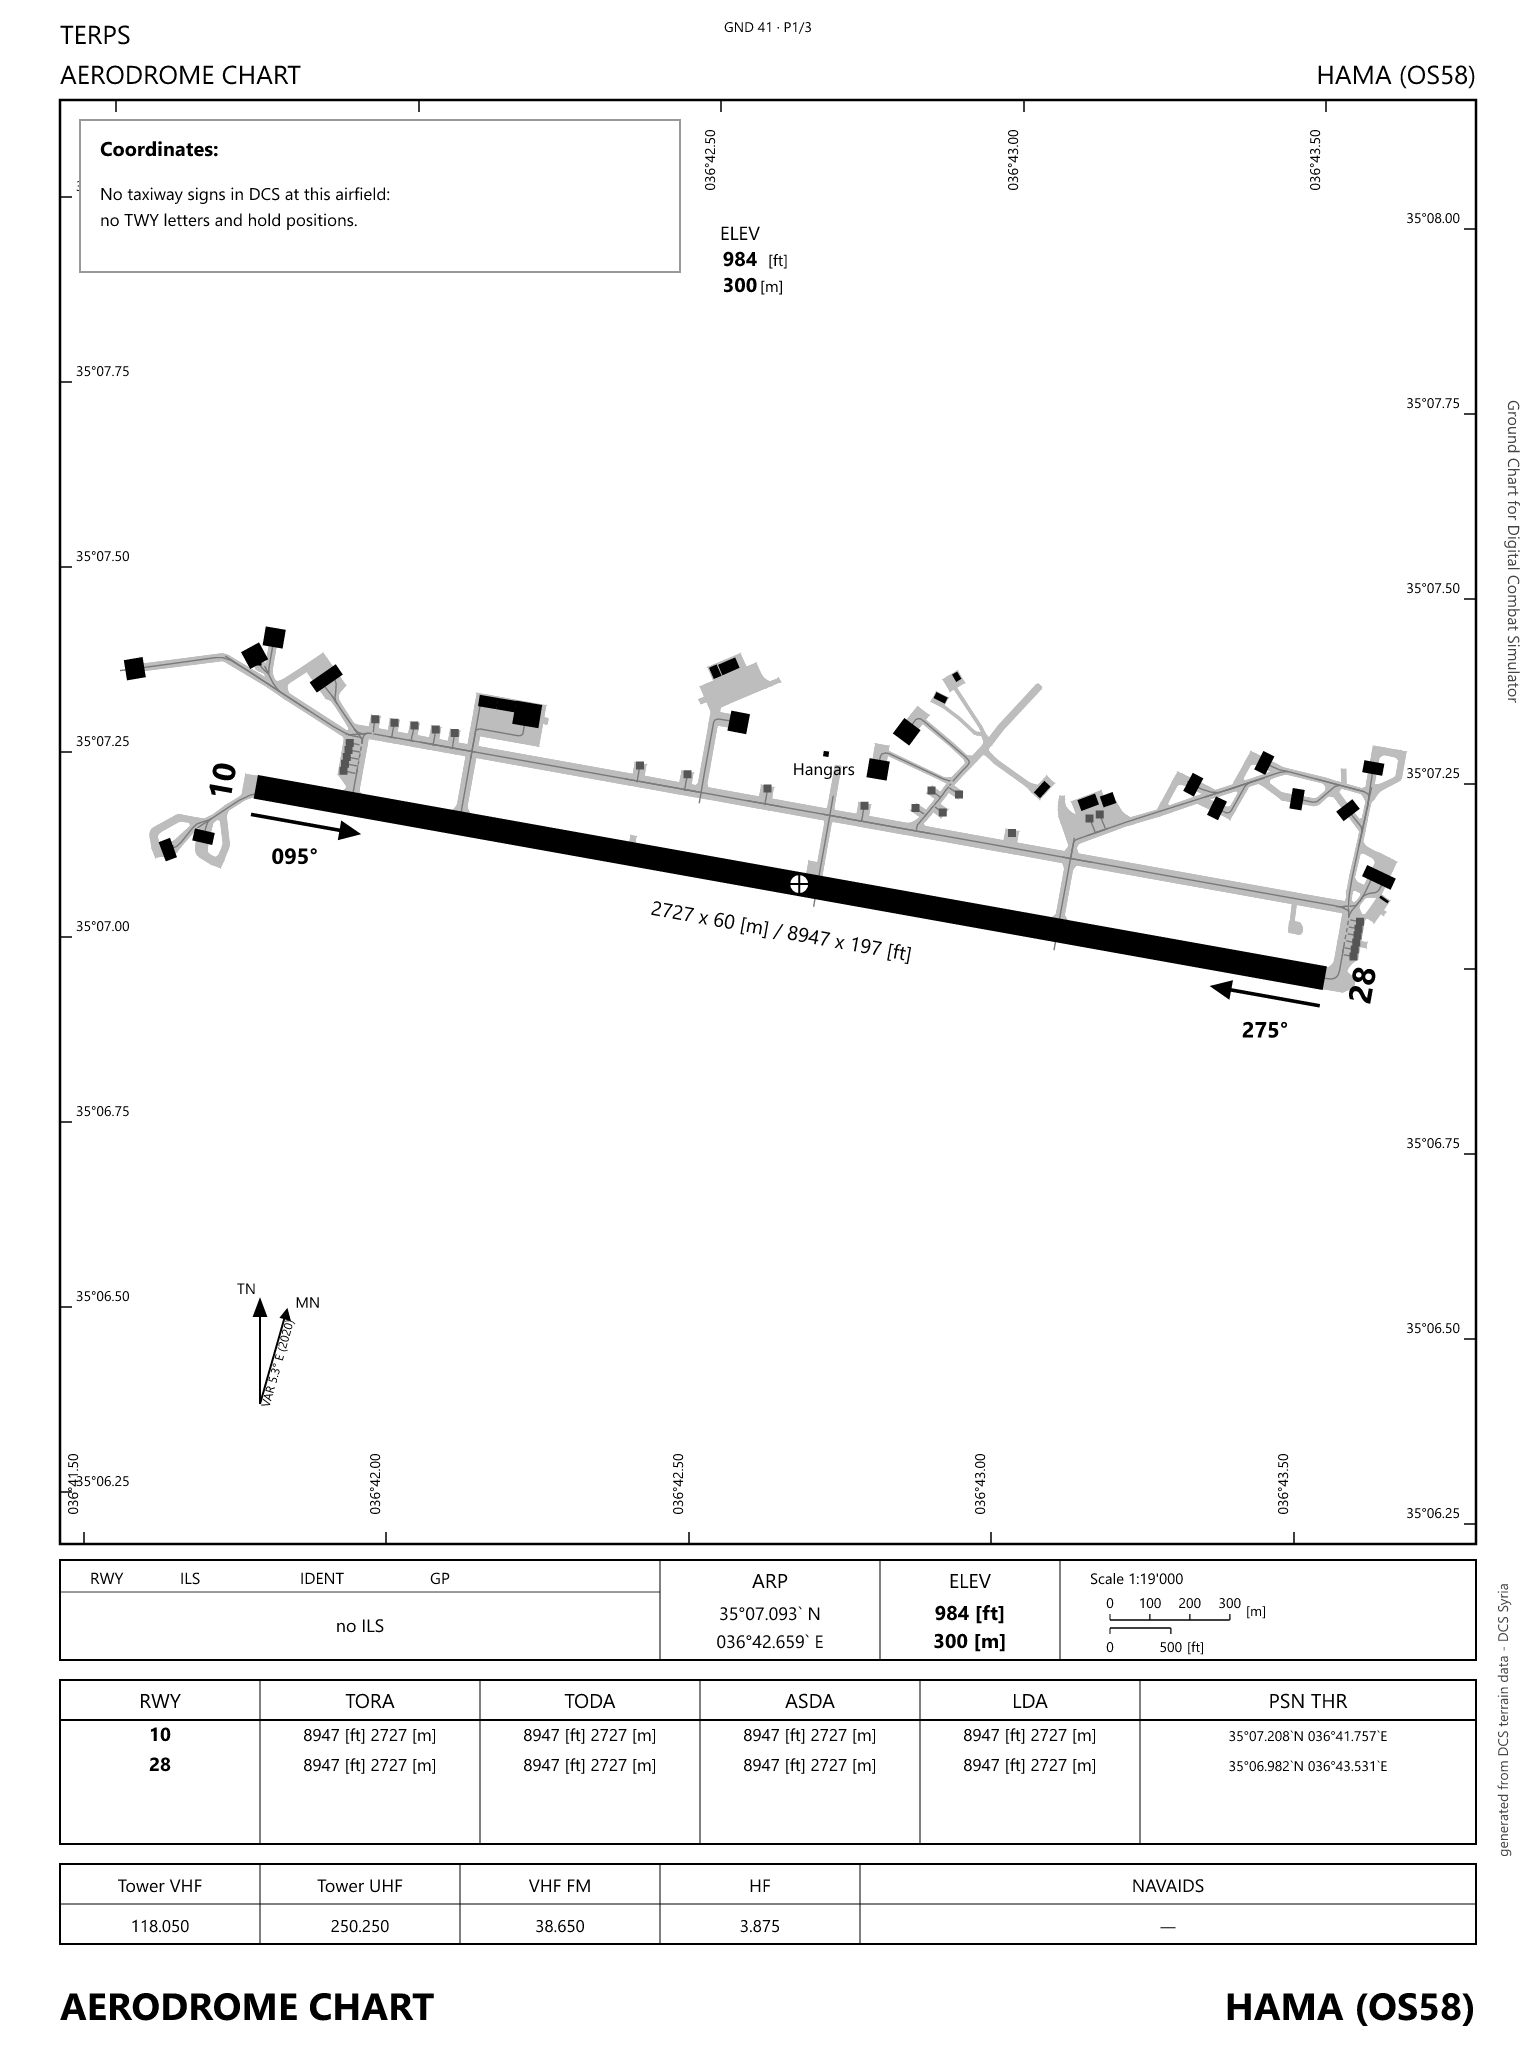 TERPS
GND 41 · P1/3
AERODROME CHART
HAMA (OS58)
Coordinates:
No taxiway signs in DCS at this airfield:
no TWY letters and hold positions.
036°42.50
036°43.00
036°43.50
35°08.00
ELEV
984 [ft]
300 [m]
35°07.75
35°07.75
35°07.50
35°07.50
Ground Chart for Digital Combat Simulator
35°07.25
35°07.25
Hangars
10
095°
35°07.00
2727 x 60 [m] / 8947 x 197 [ft]
28
275°
35°06.75
35°06.75
TN
MN
VAR 5.3° E (2020)
35°06.50
35°06.50
35°06.25
35°06.25
036°41.50
036°42.00
036°42.50
036°43.00
036°43.50
RWY ILS IDENT GP
no ILS
ARP
35°07.093` N
036°42.659` E
ELEV
984 [ft]
300 [m]
Scale 1:19'000
0 100 200 300 [m]
0 500 [ft]
RWY TORA TODA ASDA LDA PSN THR
10 8947 [ft] 2727 [m] 8947 [ft] 2727 [m] 8947 [ft] 2727 [m] 8947 [ft] 2727 [m] 35°07.208`N 036°41.757`E
28 8947 [ft] 2727 [m] 8947 [ft] 2727 [m] 8947 [ft] 2727 [m] 8947 [ft] 2727 [m] 35°06.982`N 036°43.531`E
generated from DCS terrain data - DCS Syria
Tower VHF Tower UHF VHF FM HF NAVAIDS
118.050 250.250 38.650 3.875 —
AERODROME CHART
HAMA (OS58)